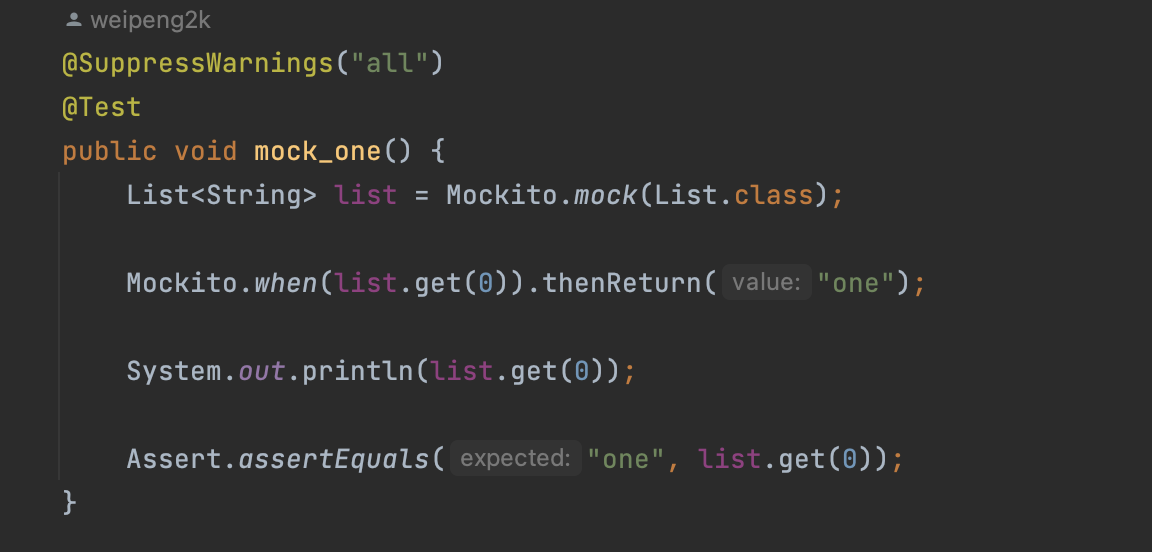 weipeng2k
@SuppressWarnings("all")
@Test
public void mock_one() {
List<String> list = Mockito.mock(List.class);
Mockito.when(list.get(0)).thenReturn( value: "one");
System.out.println(list.get(0));
Assert.assertEquals( expected: "one", list.get(0));
}